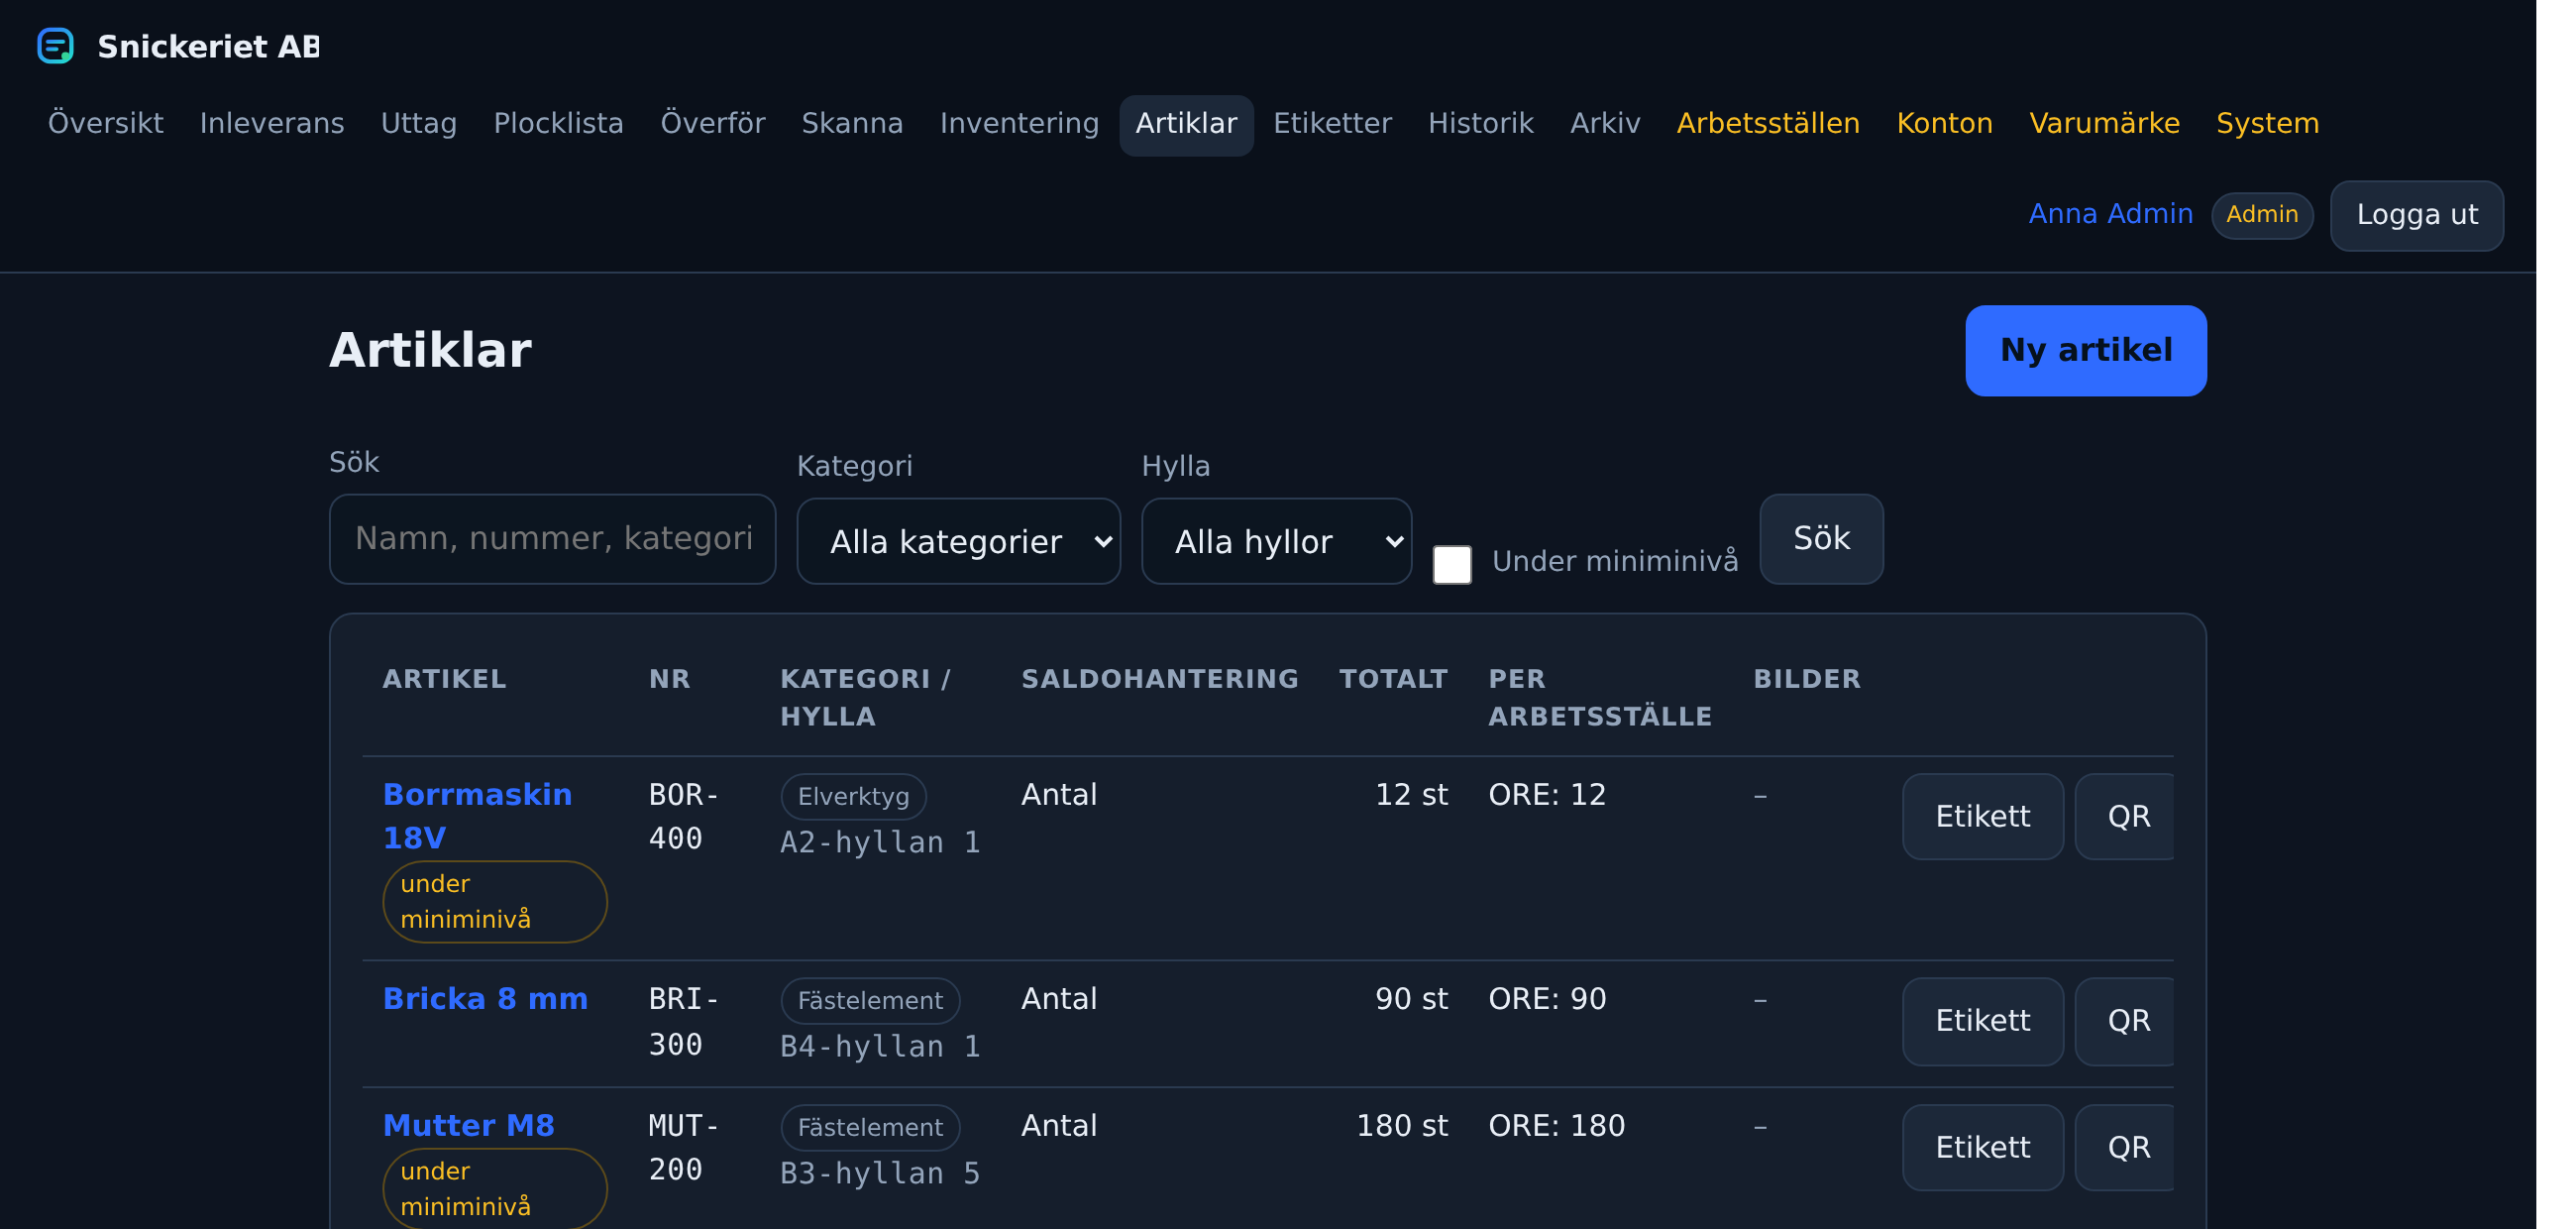 Snickeriet AB
Översikt Inleverans Uttag Plocklista Överför Skanna Inventering Artiklar Etiketter Historik Arkiv Arbetsställen Konton Varumärke System
Anna Admin Admin Logga ut
Artiklar Ny artikel
Sök Kategori Hylla
Namn, nummer, kategori Alla kategorier Alla hyllor Under miniminivå Sök
ARTIKEL NR KATEGORI / SALDOHANTERING TOTALT PER BILDER
HYLLA ARBETSSTÄLLE
Borrmaskin BOR- Elverktyg Antal 12 st ORE: 12 – Etikett QR
18V 400 A2-hyllan 1
under
miniminivå
Bricka 8 mm BRI- Fästelement Antal 90 st ORE: 90 – Etikett QR
300 B4-hyllan 1
Mutter M8 MUT- Fästelement Antal 180 st ORE: 180 – Etikett QR
under 200 B3-hyllan 5
miniminivå